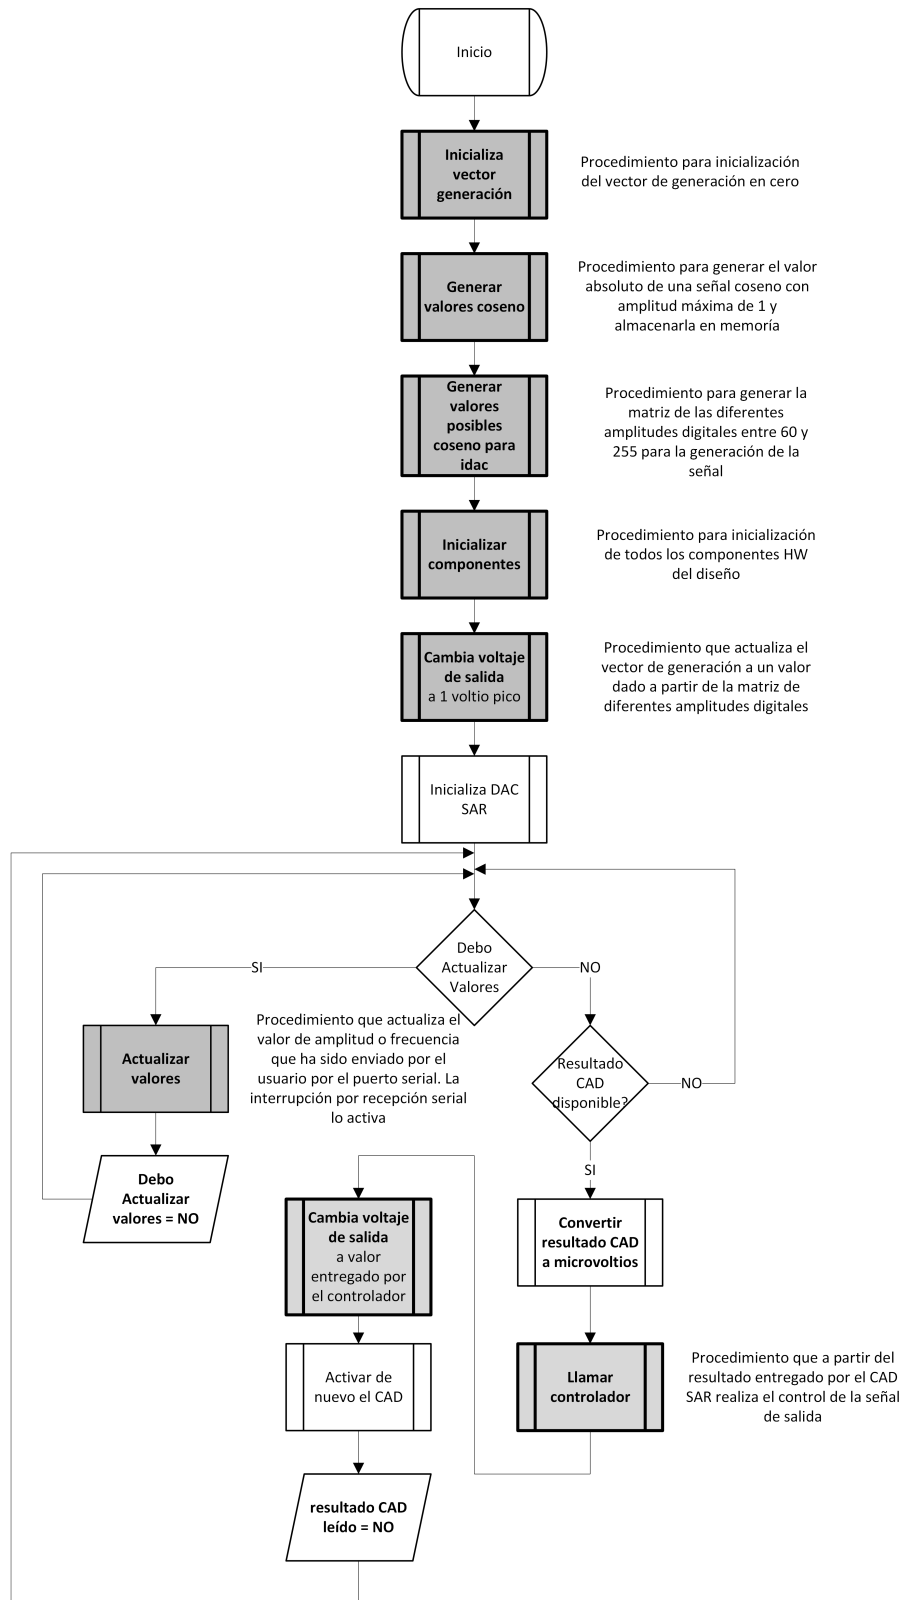 Inicio
Inicializa
vector
generación
Procedimiento para inicialización
del vector de generación en cero
Generar
valores coseno
Procedimiento para generar el valor
absoluto de una señal coseno con
amplitud máxima de 1 y
almacenarla en memoría
Generar
valores
posibles
coseno para
idac
Procedimiento para generar la
matriz de las diferentes
amplitudes digitales entre 60 y
255 para la generación de la
señal
Inicializar
componentes
Procedimiento para inicialización
de todos los componentes HW
del diseño
Cambia voltaje
de salida
a 1 voltio pico
Procedimiento que actualiza el
vector de generación a un valor
dado a partir de la matriz de
diferentes amplitudes digitales
Inicializa DAC
SAR
Debo
Actualizar
Valores
SI
NO
Actualizar
valores
Procedimiento que actualiza el
valor de amplitud o frecuencia
que ha sido enviado por el
usuario por el puerto serial. La
interrupción por recepción serial
lo activa
Resultado
CAD
disponible?
NO
SI
Debo
Actualizar
valores = NO
Cambia voltaje
de salida
a valor
entregado por
el controlador
Convertir
resultado CAD
a microvoltios
Activar de
nuevo el CAD
Llamar
controlador
Procedimiento que a partir del
resultado entregado por el CAD
SAR realiza el control de la señal
de salida
resultado CAD
leído = NO